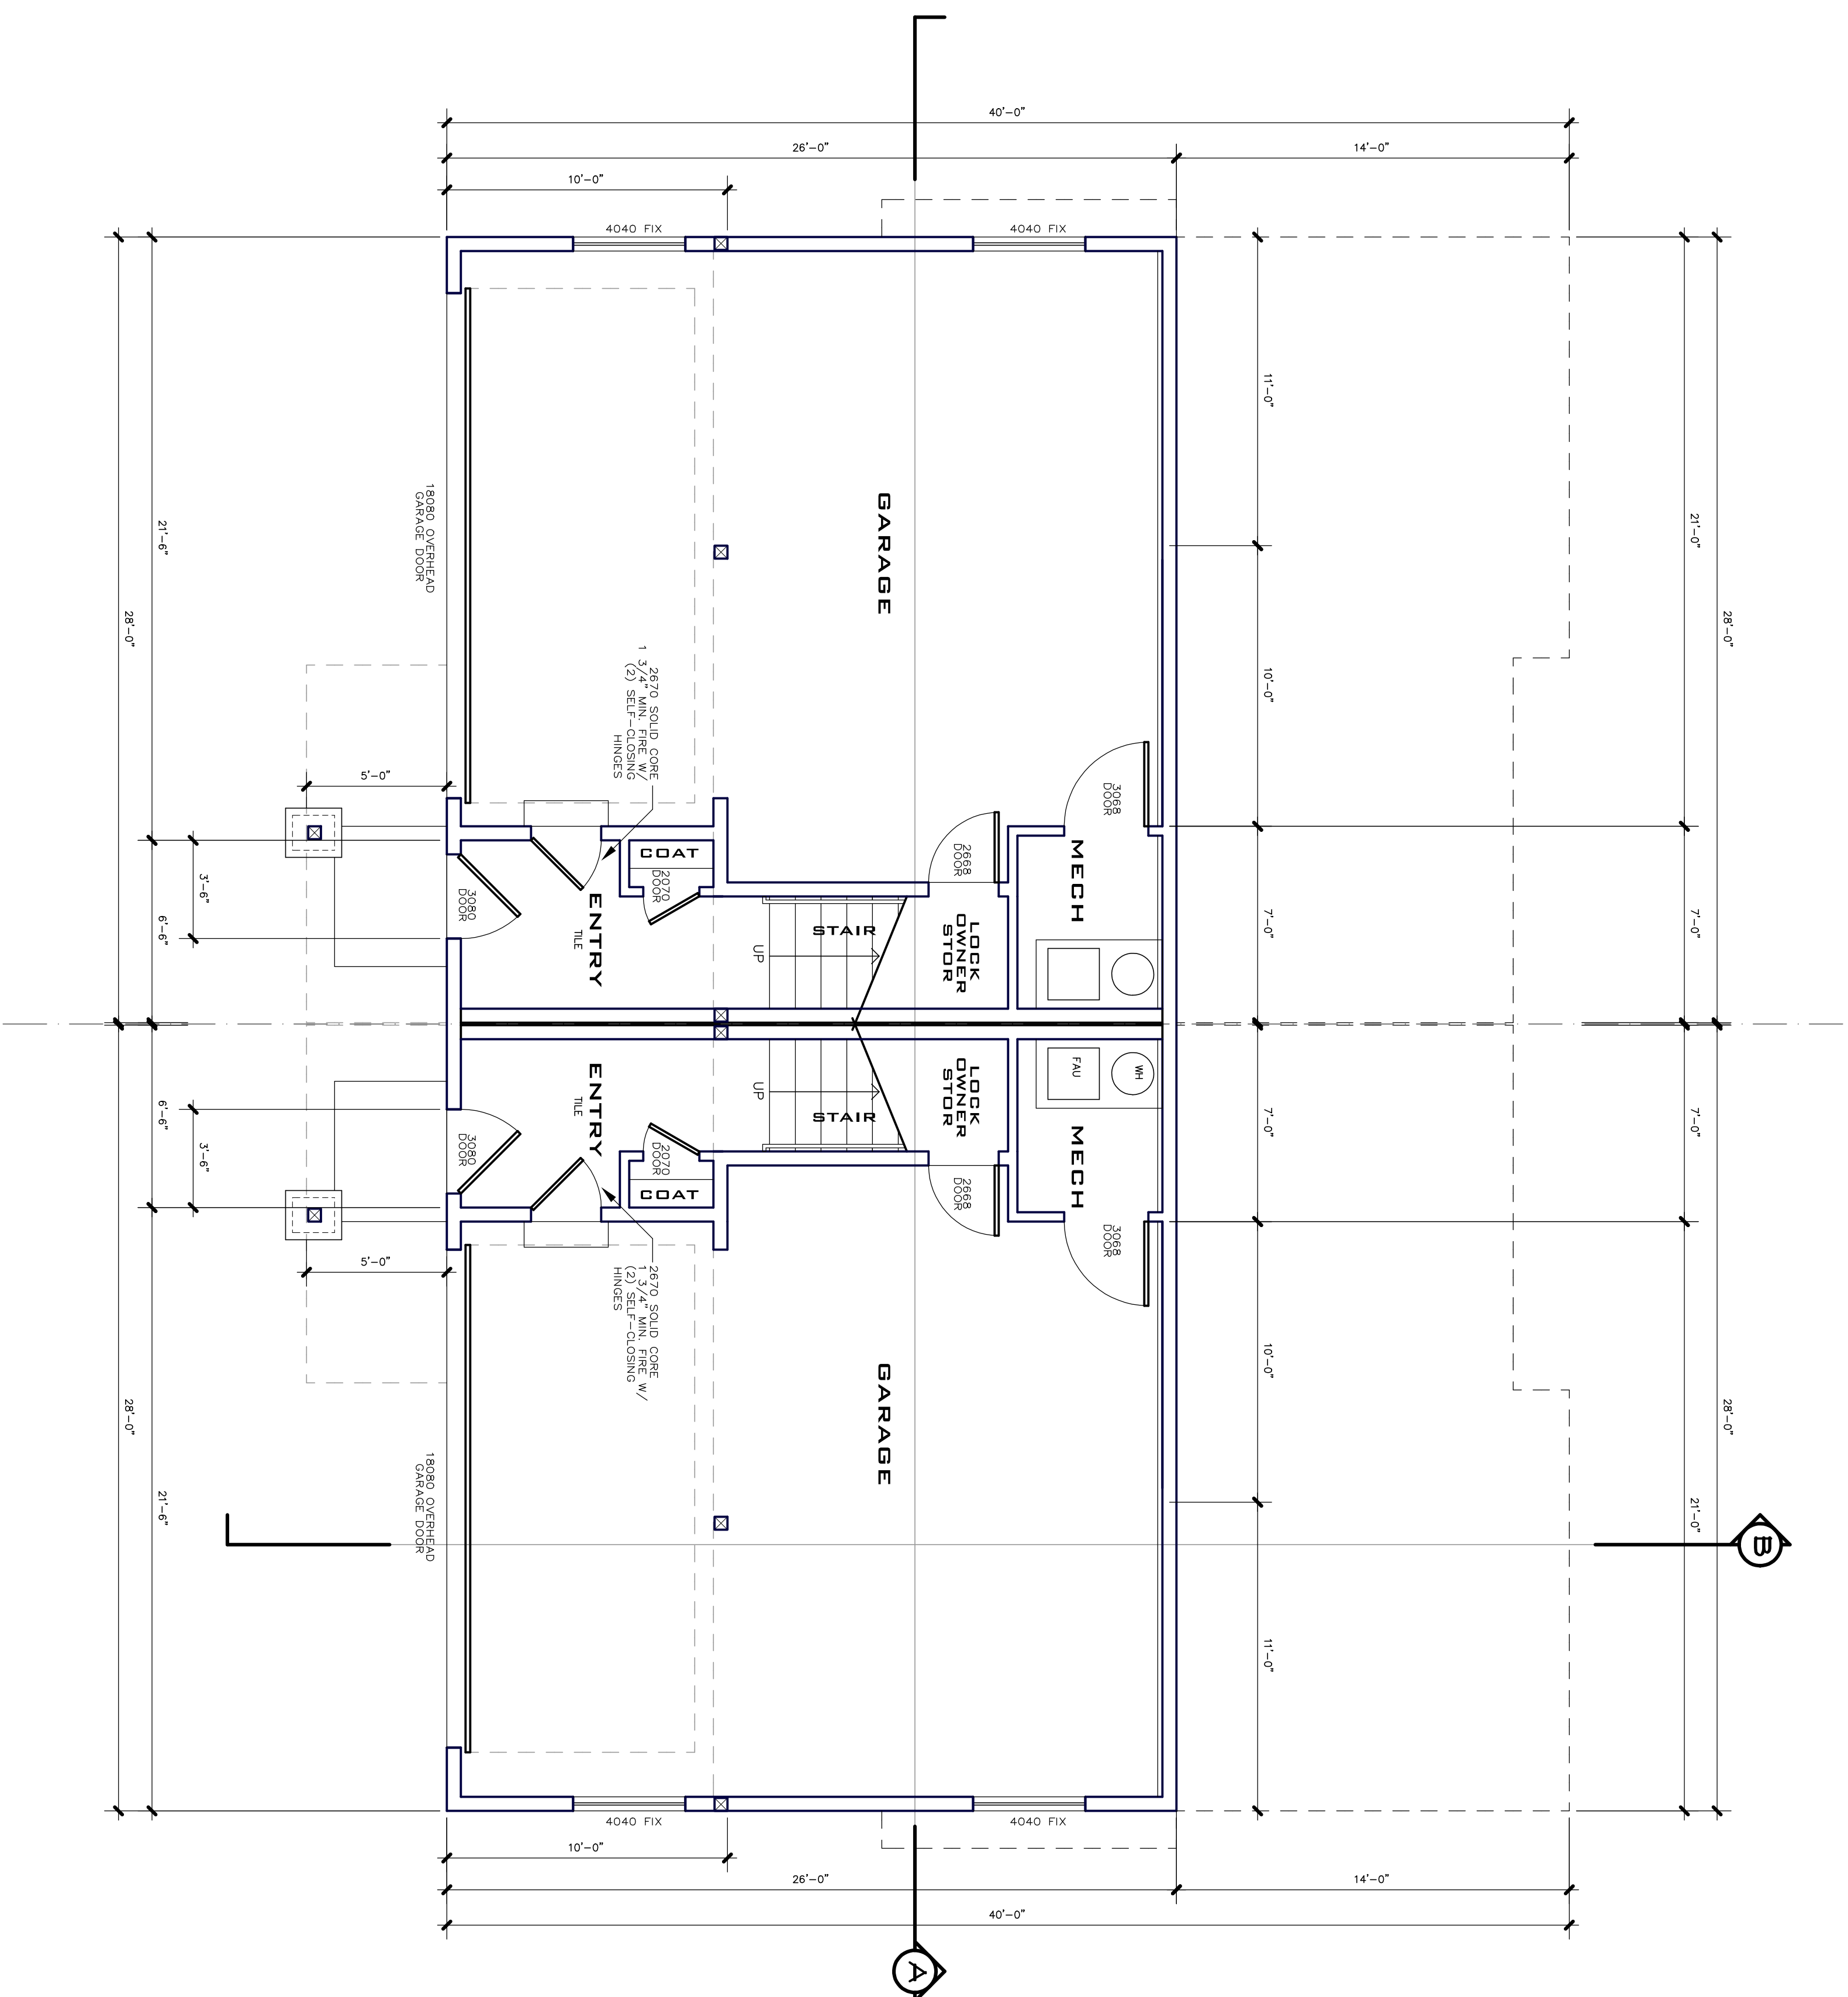 40'-0"
26'-0"
14'-0"
10'-0"
4040 FIX
4040 FIX
11'-0"
21'-0"
28'-0"
21'-6"
28'-0"
18080 OVERHEAD
GARAGE DOOR
GARAGE
10'-0"
2670 SOLID CORE
1 3/4" MIN. FIRE W/
(2) SELF-CLOSING
HINGES
5'-0"
3068
DOOR
COAT
2668
DOOR
MECH
2070
DOOR
3080
DOOR
3'-6"
6'-6"
ENTRY
TILE
UP
STAIR
LOCK
OWNER
STOR
7'-0"
7'-0"
ENTRY
TILE
UP
STAIR
LOCK
OWNER
STOR
FAU
WH
7'-0"
7'-0"
6'-6"
3'-6"
3080
DOOR
2070
DOOR
COAT
2668
DOOR
MECH
3068
DOOR
5'-0"
2670 SOLID CORE
1 3/4" MIN. FIRE W/
(2) SELF-CLOSING
HINGES
10'-0"
GARAGE
28'-0"
28'-0"
21'-6"
18080 OVERHEAD
GARAGE DOOR
21'-0"
B
11'-0"
4040 FIX
4040 FIX
10'-0"
26'-0"
14'-0"
40'-0"
A